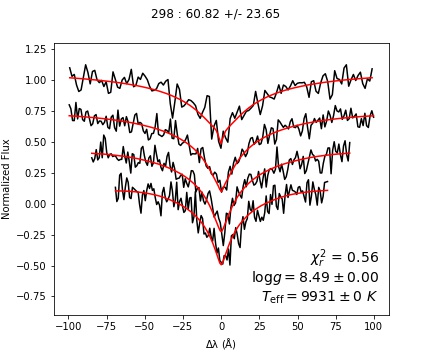 298 : 60.82 +/- 23.65
1.25
1.00
0.75
0.50
0.25
0.00
−0.25
−0.50
−0.75
Normalized Flux
χ²ᵣ = 0.56
log g = 8.49 ± 0.00
T_eff = 9931 ± 0 K
−100 −75 −50 −25 0 25 50 75 100
Δλ (Å)